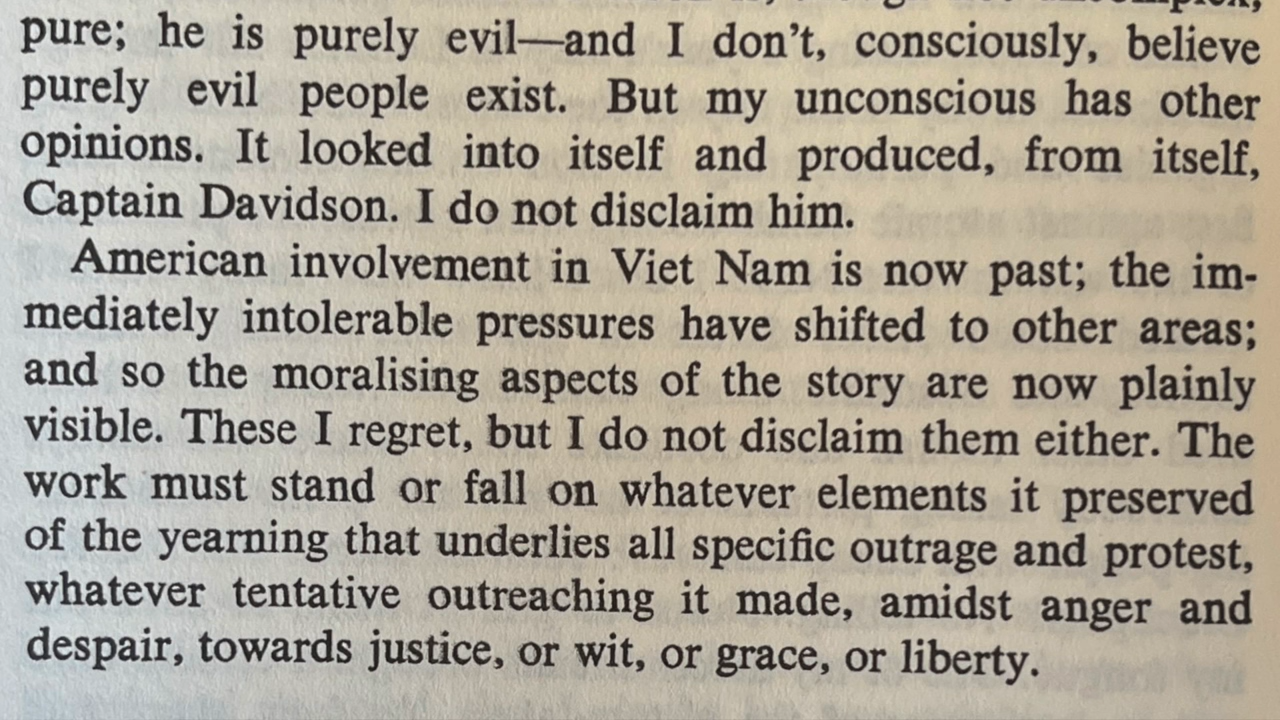 pure; he is purely evil—and I don't, consciously, believe
purely evil people exist. But my unconscious has other
opinions. It looked into itself and produced, from itself,
Captain Davidson. I do not disclaim him.
American involvement in Viet Nam is now past; the im-
mediately intolerable pressures have shifted to other areas;
and so the moralising aspects of the story are now plainly
visible. These I regret, but I do not disclaim them either. The
work must stand or fall on whatever elements it preserved
of the yearning that underlies all specific outrage and protest,
whatever tentative outreaching it made, amidst anger and
despair, towards justice, or wit, or grace, or liberty.